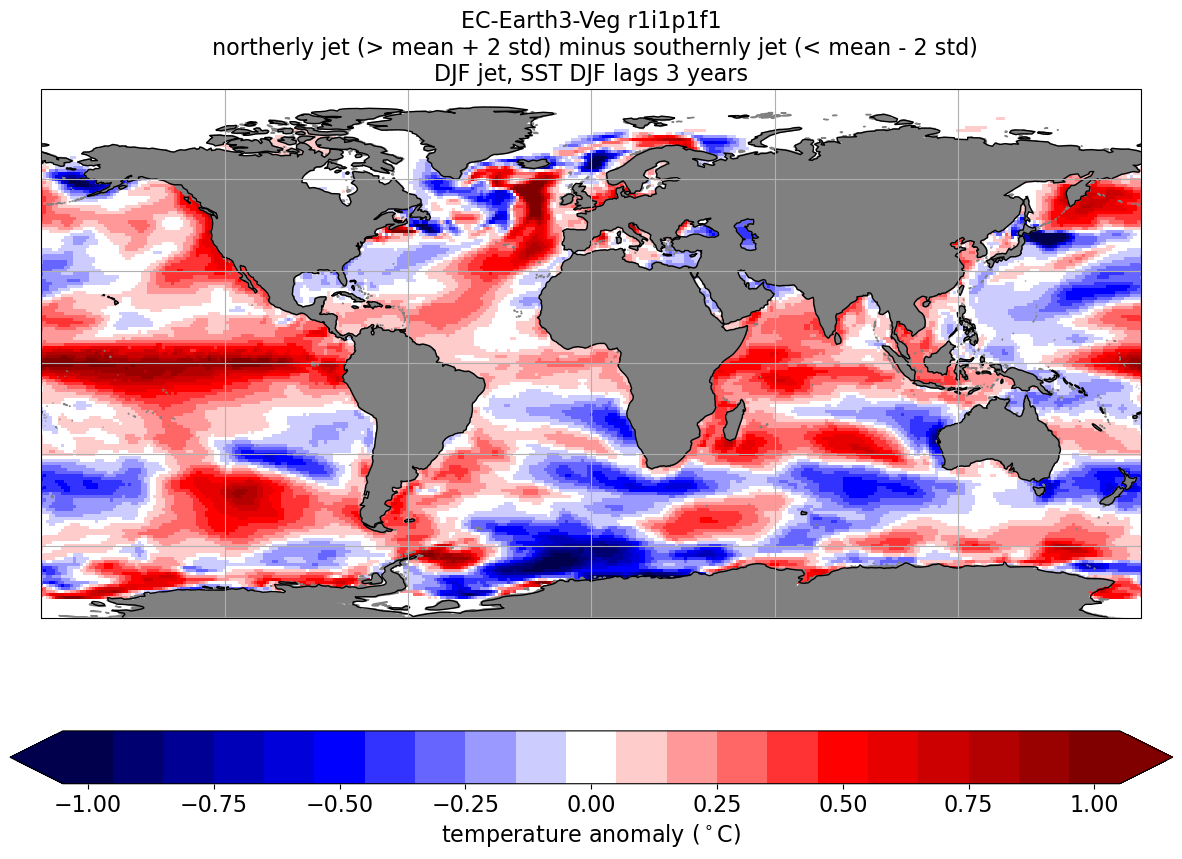 EC-Earth3-Veg r1i1p1f1
northerly jet (> mean + 2 std) minus southernly jet (< mean - 2 std)
DJF jet, SST DJF lags 3 years
−1.00 −0.75 −0.50 −0.25 0.00 0.25 0.50 0.75 1.00
temperature anomaly (°C)